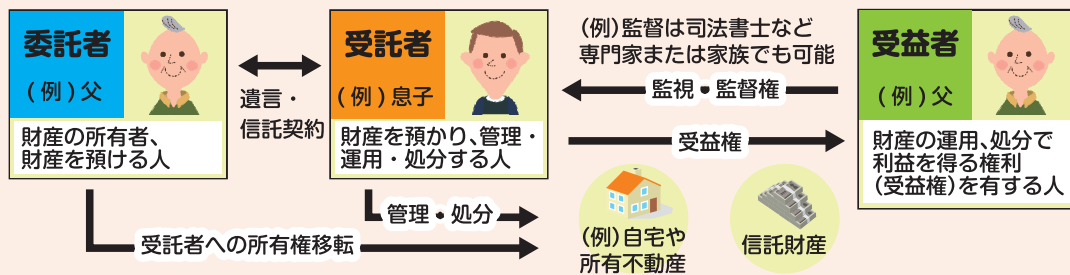 委託者
(例)父
財産の所有者、
財産を預ける人
遺言・
信託契約
受託者
(例)息子
財産を預かり、管理・
運用・処分する人
(例)監督は司法書士など
専門家または家族でも可能
監視・監督権
受益権
受益者
(例)父
財産の運用、処分で
利益を得る権利
(受益権)を有する人
管理・処分
受託者への所有権移転
(例)自宅や
所有不動産
信託財産